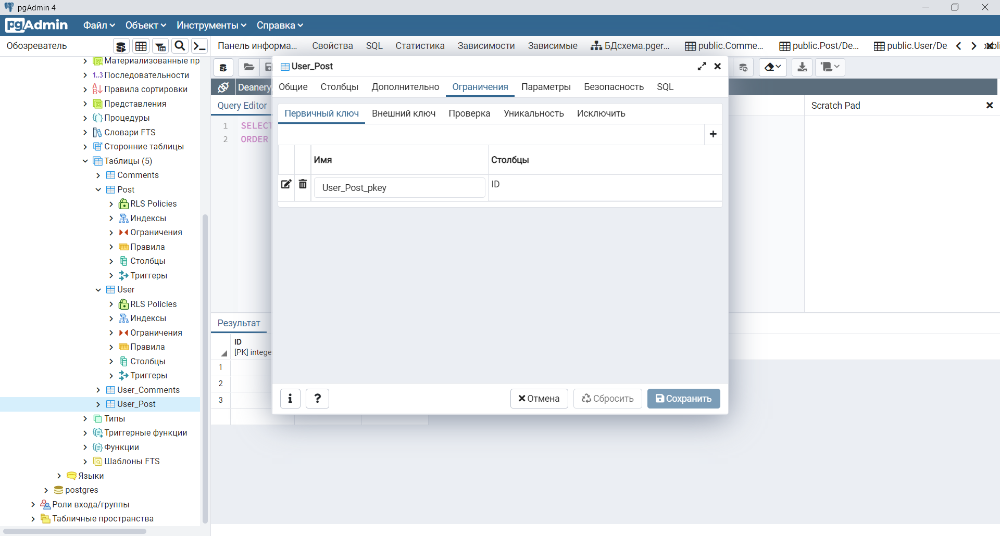 pgAdmin 4
pgAdmin Файл Объект Инструменты Справка
Обозреватель
Панель информа... Свойства SQL Статистика Зависимости Зависимые БДсхема.pger... public.Comme... public.Post/De... public.User/De
Материализованные пр
1..3 Последовательности
Правила сортировки
Представления
Процедуры
Словари FTS
Сторонние таблицы
Таблицы (5)
Comments
Post
RLS Policies
Индексы
Ограничения
Правила
Столбцы
Триггеры
User
RLS Policies
Индексы
Ограничения
Правила
Столбцы
Триггеры
User_Comments
User_Post
Типы
Триггерные функции
Функции
Шаблоны FTS
Языки
postgres
Роли входа/группы
Табличные пространства
Deanery
Query Editor
Scratch Pad
1 SELECT
2 ORDER
User_Post
Общие Столбцы Дополнительно Ограничения Параметры Безопасность SQL
Первичный ключ Внешний ключ Проверка Уникальность Исключить
+
Имя Столбцы
User_Post_pkey ID
i ? Отмена Сбросить Сохранить
Результат
ID
[PK] intege
1
2
3